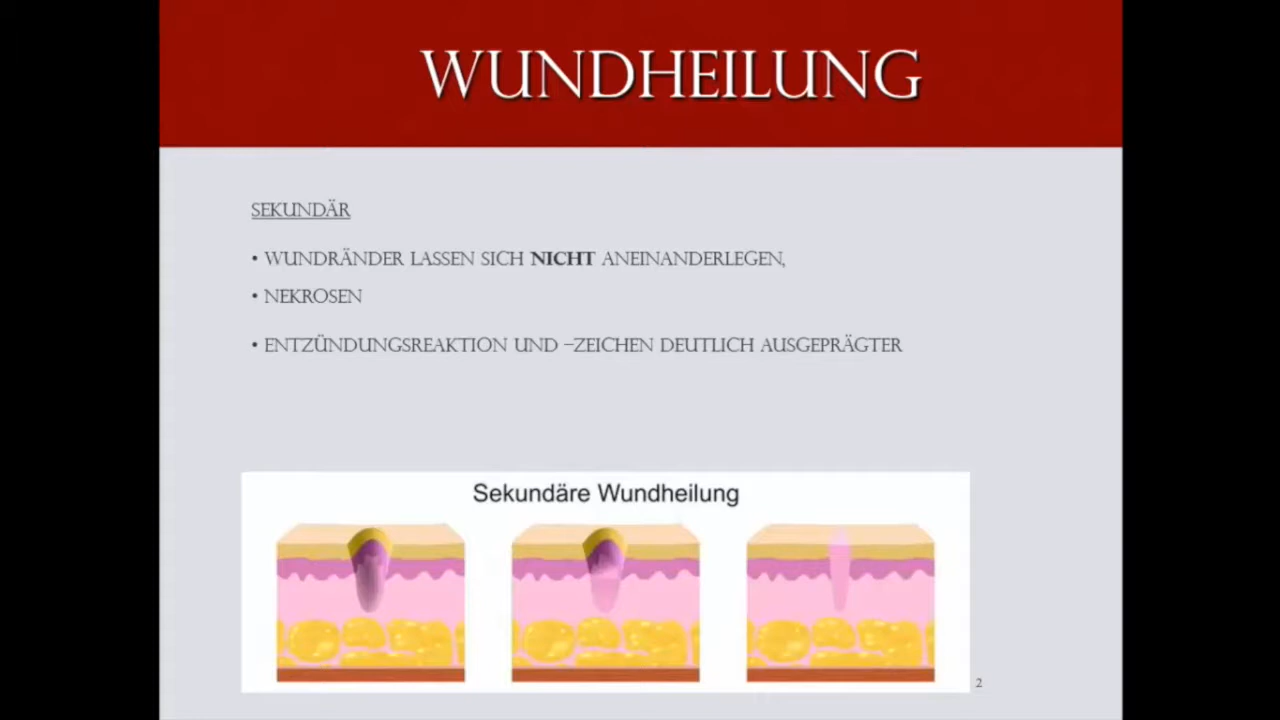 WUNDHEILUNG
SEKUNDÄR
• WUNDRÄNDER LASSEN SICH NICHT ANEINANDERLEGEN,
• NEKROSEN
• ENTZÜNDUNGSREAKTION UND –ZEICHEN DEUTLICH AUSGEPRÄGTER
Sekundäre Wundheilung
2